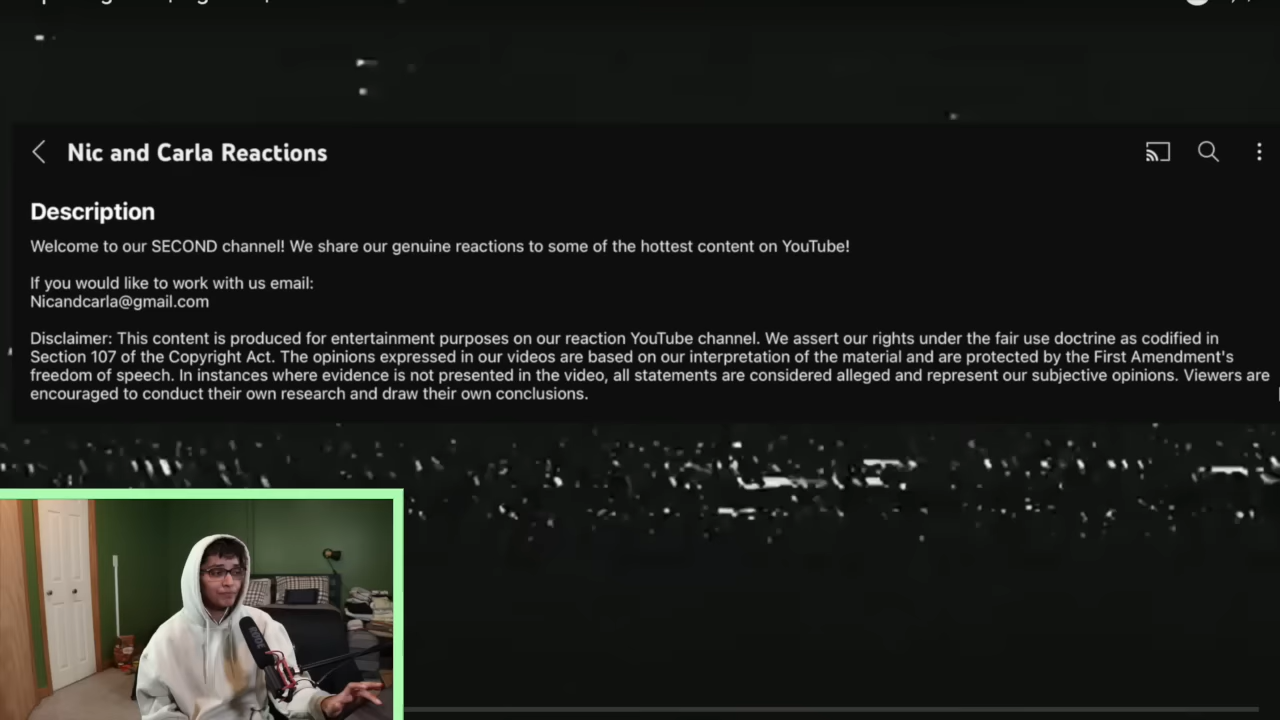 Nic and Carla Reactions
Description
Welcome to our SECOND channel! We share our genuine reactions to some of the hottest content on YouTube!
If you would like to work with us email:
Nicandcarla@gmail.com
Disclaimer: This content is produced for entertainment purposes on our reaction YouTube channel. We assert our rights under the fair use doctrine as codified in
Section 107 of the Copyright Act. The opinions expressed in our videos are based on our interpretation of the material and are protected by the First Amendment's
freedom of speech. In instances where evidence is not presented in the video, all statements are considered alleged and represent our subjective opinions. Viewers are
encouraged to conduct their own research and draw their own conclusions.
RODE